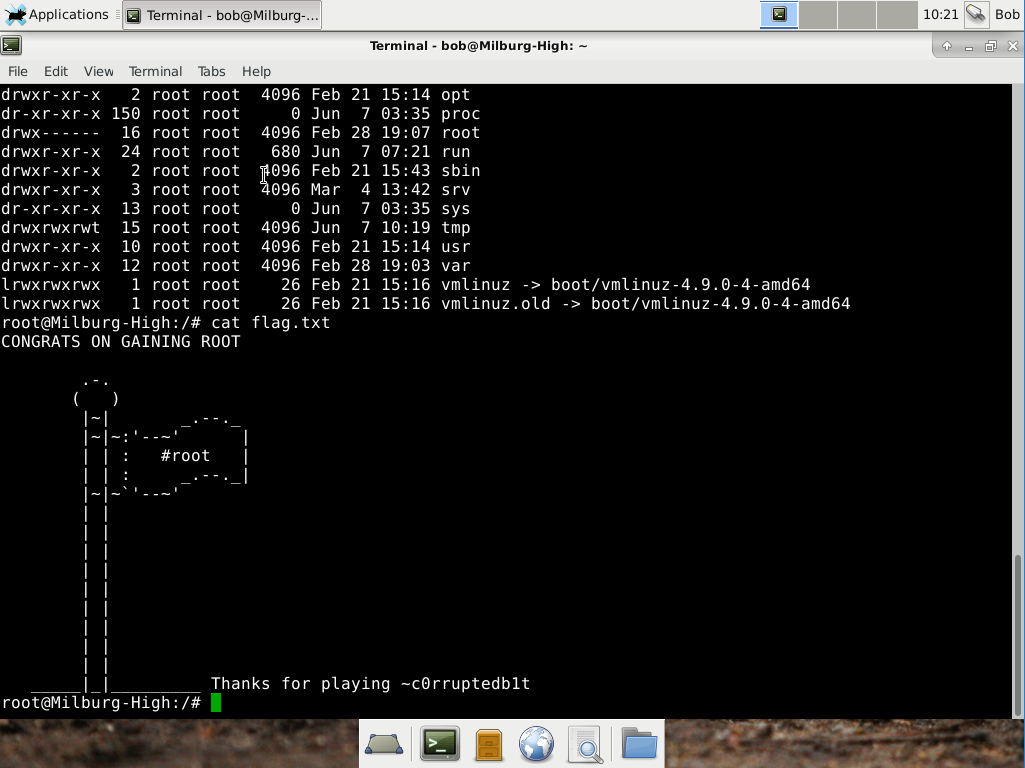 Applications Terminal - bob@Milburg-... 10:21 Bob
Terminal - bob@Milburg-High: ~
File Edit View Terminal Tabs Help
drwxr-xr-x   2 root root  4096 Feb 21 15:14 opt
dr-xr-xr-x 150 root root     0 Jun  7 03:35 proc
drwx------  16 root root  4096 Feb 28 19:07 root
drwxr-xr-x  24 root root   680 Jun  7 07:21 run
drwxr-xr-x   2 root root  4096 Feb 21 15:43 sbin
drwxr-xr-x   3 root root  4096 Mar  4 13:42 srv
dr-xr-xr-x  13 root root     0 Jun  7 03:35 sys
drwxrwxrwt  15 root root  4096 Jun  7 10:19 tmp
drwxr-xr-x  10 root root  4096 Feb 21 15:14 usr
drwxr-xr-x  12 root root  4096 Feb 28 19:03 var
lrwxrwxrwx   1 root root    26 Feb 21 15:16 vmlinuz -> boot/vmlinuz-4.9.0-4-amd64
lrwxrwxrwx   1 root root    26 Feb 21 15:16 vmlinuz.old -> boot/vmlinuz-4.9.0-4-amd64
root@Milburg-High:/# cat flag.txt
CONGRATS ON GAINING ROOT
        .-.
       (   )
        |~|       _.--._
        |~|~:'--~'      |
        | | :   #root   |
        | | :     _.--._|
        |~|~`'--~'
        | |
        | |
        | |
        | |
        | |
        | |
        | |
        | |
        | |
   _____|_|_________ Thanks for playing ~c0rruptedb1t
root@Milburg-High:/#